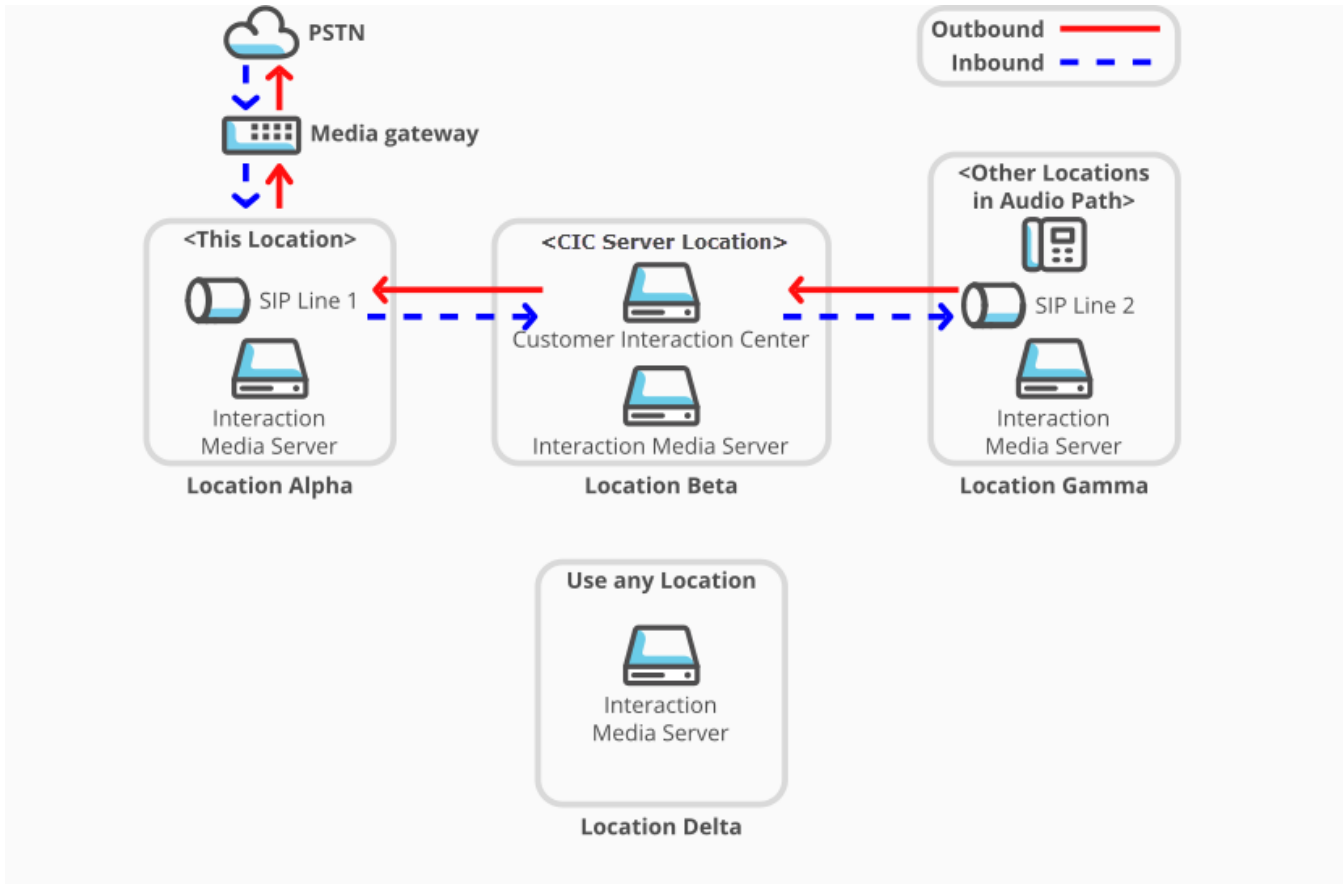 PSTN
Outbound
Inbound
Media gateway
<This Location>
SIP Line 1
Interaction
Media Server
Location Alpha
<CIC Server Location>
Customer Interaction Center
Interaction Media Server
Location Beta
<Other Locations
in Audio Path>
SIP Line 2
Interaction
Media Server
Location Gamma
Use any Location
Interaction
Media Server
Location Delta